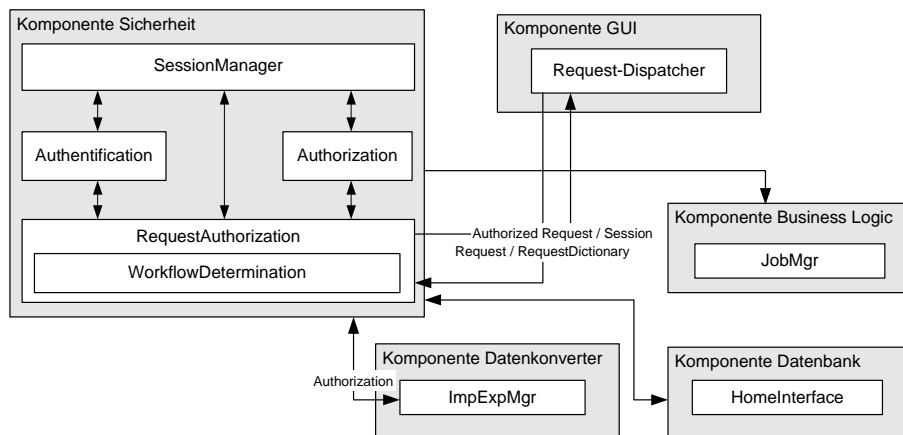 Komponente Sicherheit
SessionManager
Authentification
Authorization
RequestAuthorization
WorkflowDetermination
Komponente GUI
Request-Dispatcher
Authorized Request / Session
Request / RequestDictionary
Komponente Business Logic
JobMgr
Authorization
Komponente Datenkonverter
ImpExpMgr
Komponente Datenbank
HomeInterface